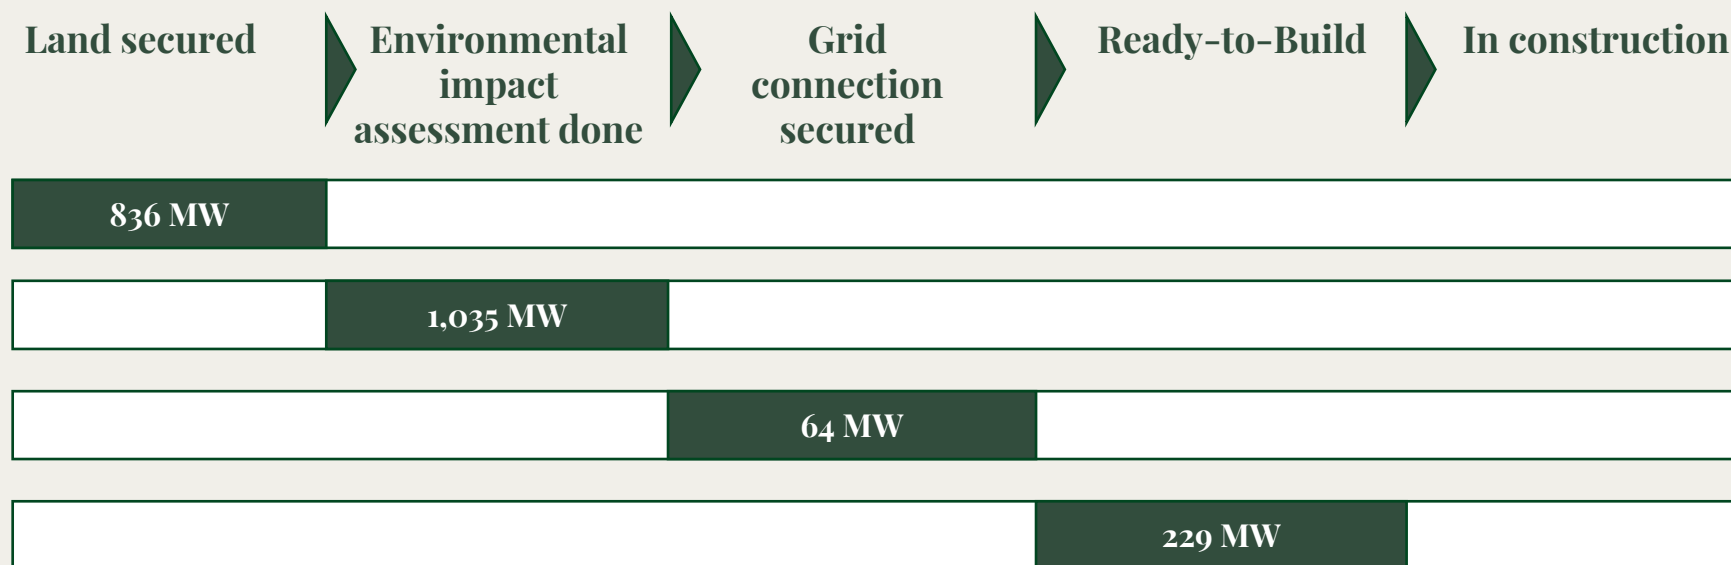 Land secured
Environmental
impact
assessment done
Grid
connection
secured
Ready-to-Build
In construction
836 MW
1,035 MW
64 MW
229 MW